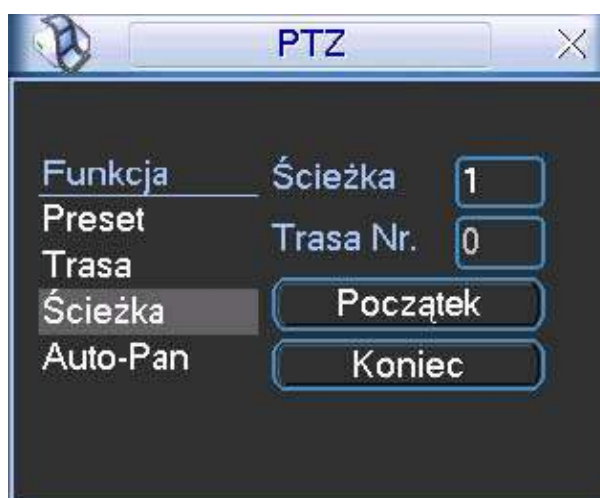 PTZ
Funkcja
Preset
Trasa
Ścieżka
Auto-Pan
Ścieżka 1
Trasa Nr. 0
Początek
Koniec